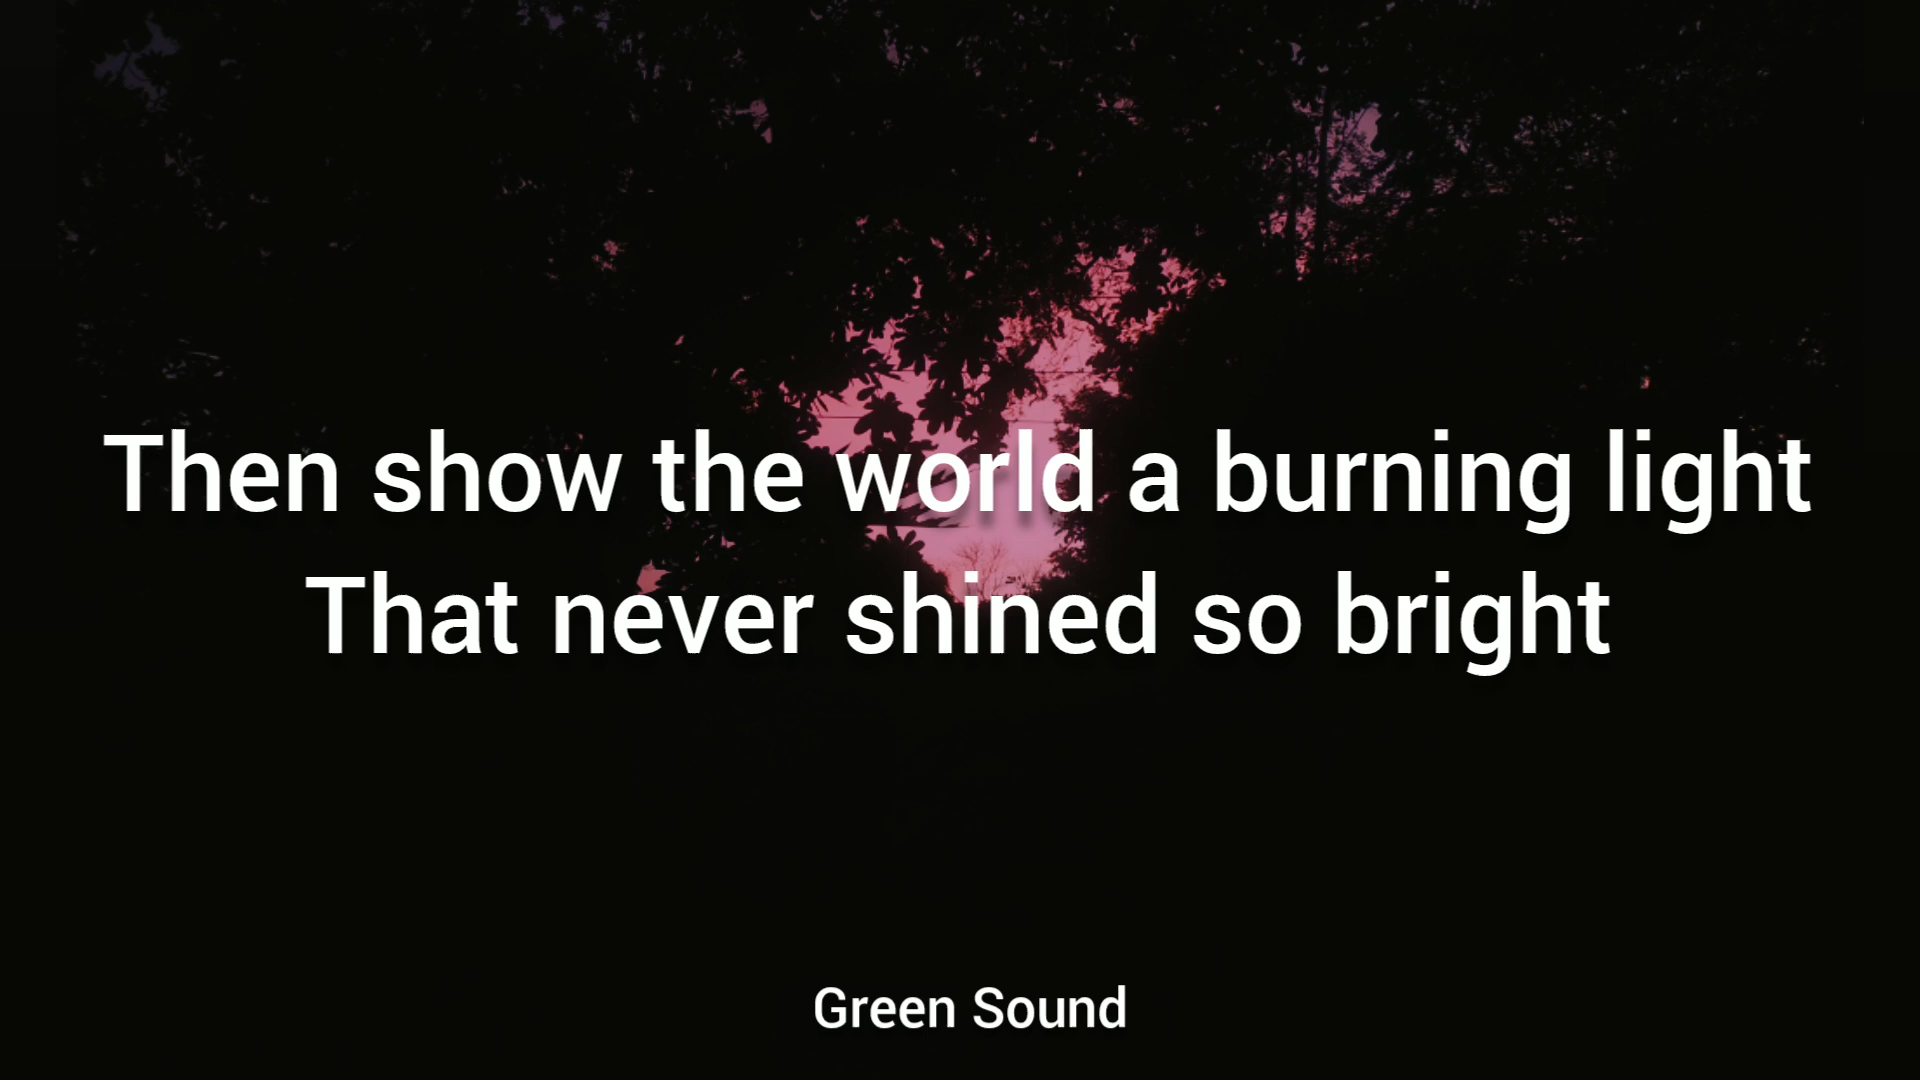 Then show the world a burning light
That never shined so bright
Green Sound